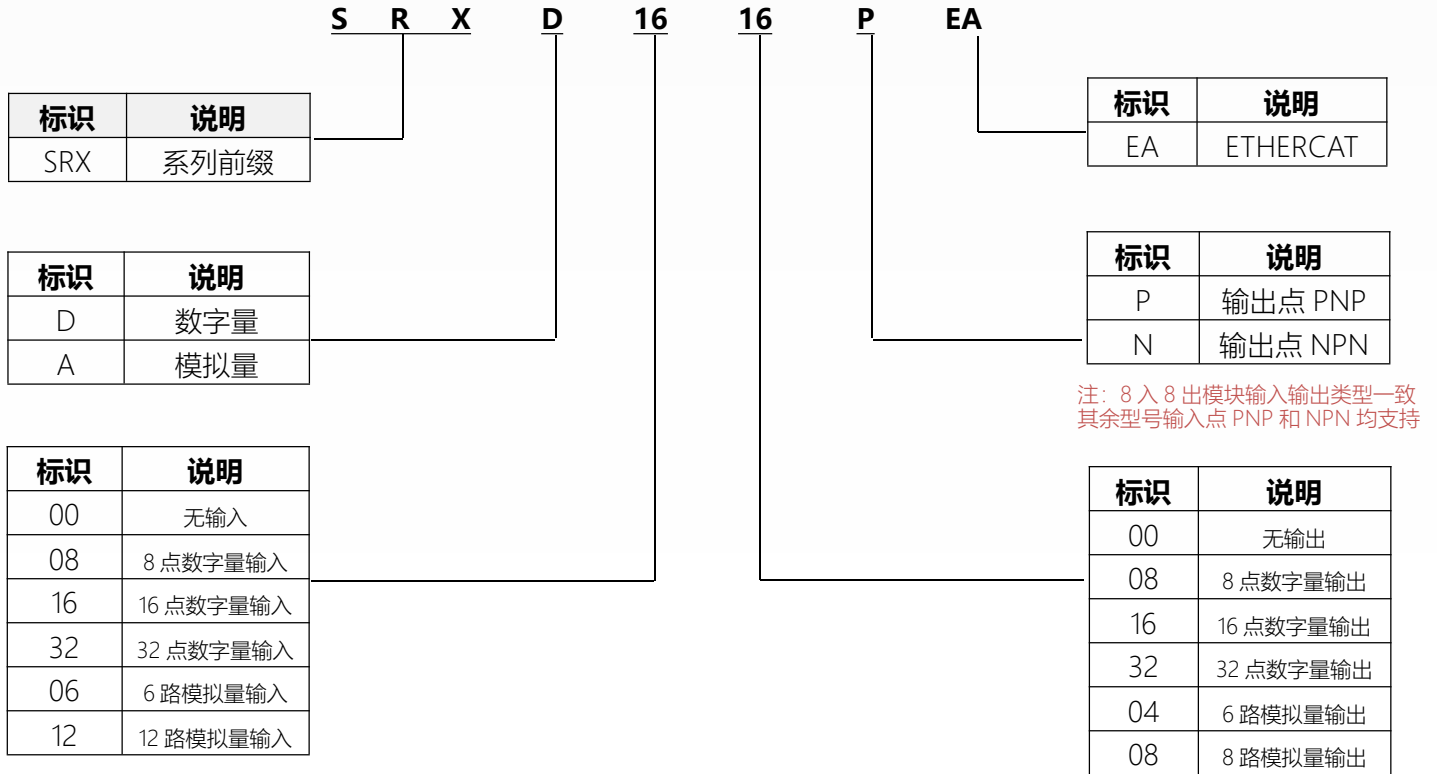 S R X D 16 16 P EA
标识 说明
SRX 系列前缀
标识 说明
D 数字量
A 模拟量
标识 说明
00 无输入
08 8 点数字量输入
16 16 点数字量输入
32 32 点数字量输入
06 6 路模拟量输入
12 12 路模拟量输入
标识 说明
EA ETHERCAT
标识 说明
P 输出点 PNP
N 输出点 NPN
注：8 入 8 出模块输入输出类型一致
其余型号输入点 PNP 和 NPN 均支持
标识 说明
00 无输出
08 8 点数字量输出
16 16 点数字量输出
32 32 点数字量输出
04 6 路模拟量输出
08 8 路模拟量输出